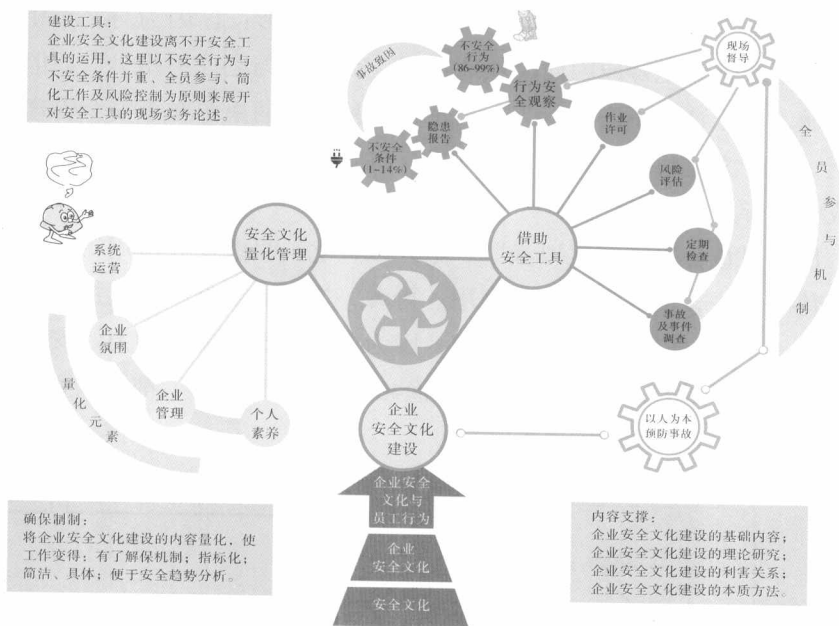 建设工具：
企业安全文化建设离不开安全工
具的运用，这里以不安全行为与
不安全条件并重、全员参与、简
化工作及风险控制为原则来展开
对安全工具的现场实务论述。
事故致因
不安全
行为
(86~99%)
行为安
全观察
现场
督导
隐患
报告
不安全
条件
(1~14%)
作业
许可
风险
评估
定期
检查
事故
及事件
调查
全员参与机制
安全文化
量化管理
借助
安全工具
系统
运营
企业
氛围
企业
管理
个人
素养
量化元素
企业
安全文化
建设
以人为本
预防事故
企业安全
文化与
员工行为
企业
安全文化
安全文化
确保制制：
将企业安全文化建设的内容量化，使
工作变得：有了解保机制；指标化；
简洁、具体；便于安全趋势分析。
内容支撑：
企业安全文化建设的基础内容；
企业安全文化建设的理论研究；
企业安全文化建设的利害关系；
企业安全文化建设的本质方法。